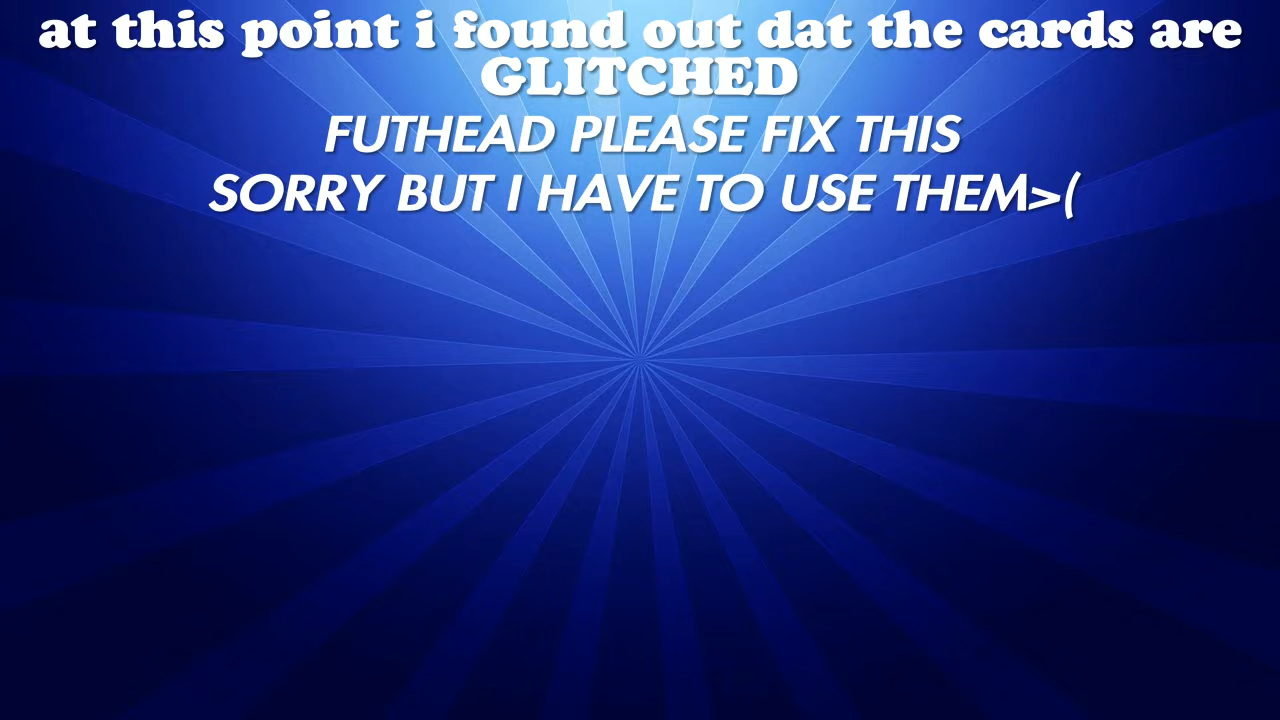 at this point i found out dat the cards are
GLITCHED
FUTHEAD PLEASE FIX THIS
SORRY BUT I HAVE TO USE THEM>(